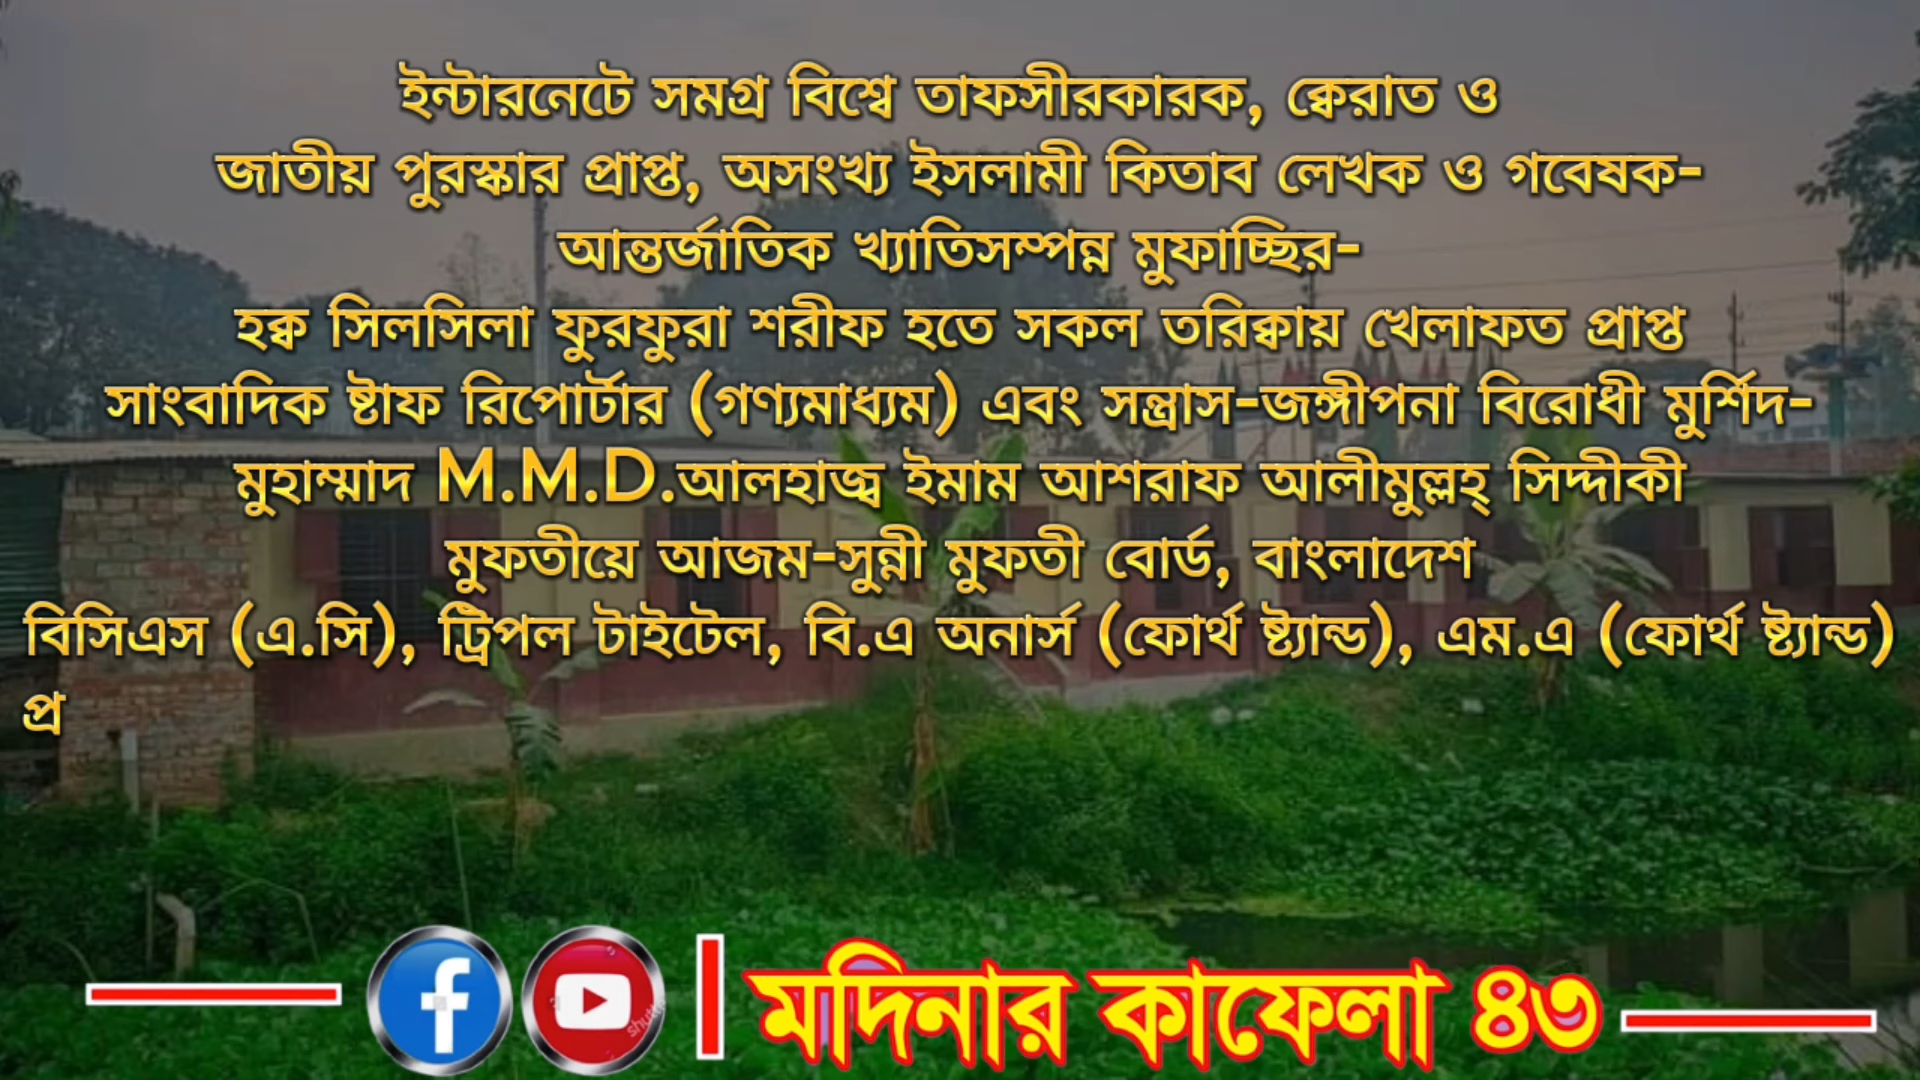 ইন্টারনেটে সমগ্র বিশ্বে তাফসীরকারক, ক্বেরাত ও
জাতীয় পুরস্কার প্রাপ্ত, অসংখ্য ইসলামী কিতাব লেখক ও গবেষক-
আন্তর্জাতিক খ্যাতিসম্পন্ন মুফাচ্ছির-
হক্ব সিলসিলা ফুরফুরা শরীফ হতে সকল তরিক্বায় খেলাফত প্রাপ্ত
সাংবাদিক ষ্টাফ রিপোর্টার (গণ্যমাধ্যম) এবং সন্ত্রাস-জঙ্গীপনা বিরোধী মুর্শিদ-
মুহাম্মাদ M.M.D.আলহাজ্ব ইমাম আশরাফ আলীমুল্লহ্ সিদ্দীকী
মুফতীয়ে আজম-সুন্নী মুফতী বোর্ড, বাংলাদেশ
বিসিএস (এ.সি), ট্রিপল টাইটেল, বি.এ অনার্স (ফোর্থ ষ্ট্যান্ড), এম.এ (ফোর্থ ষ্ট্যান্ড)
প্র
মদিনার কাফেলা ৪৩